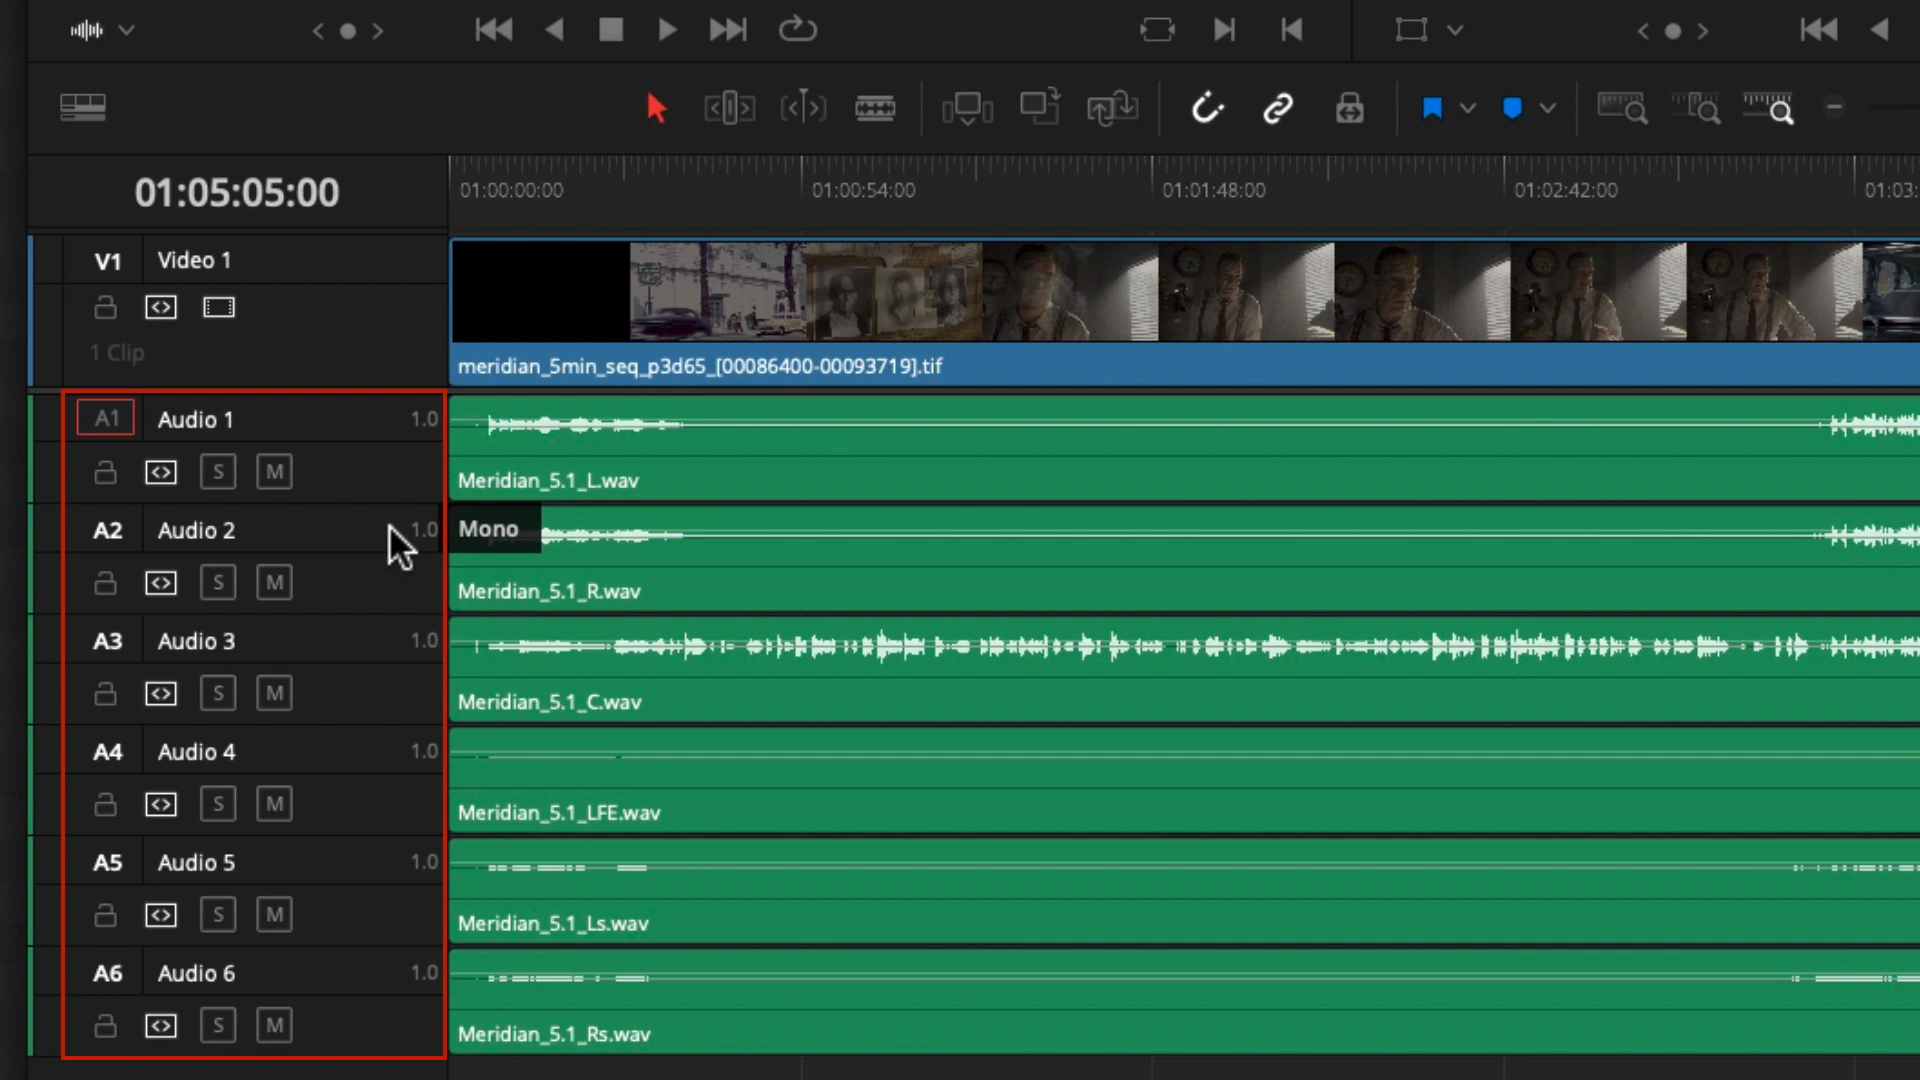 01:05:05:00
01:00:00:00 01:00:54:00 01:01:48:00 01:02:42:00 01:03:
V1 Video 1
1 Clip
meridian_5min_seq_p3d65_[00086400-00093719].tif
A1 Audio 1 1.0
S M
Meridian_5.1_L.wav
A2 Audio 2 1.0 Mono
S M
Meridian_5.1_R.wav
A3 Audio 3 1.0
S M
Meridian_5.1_C.wav
A4 Audio 4 1.0
S M
Meridian_5.1_LFE.wav
A5 Audio 5 1.0
S M
Meridian_5.1_Ls.wav
A6 Audio 6 1.0
S M
Meridian_5.1_Rs.wav